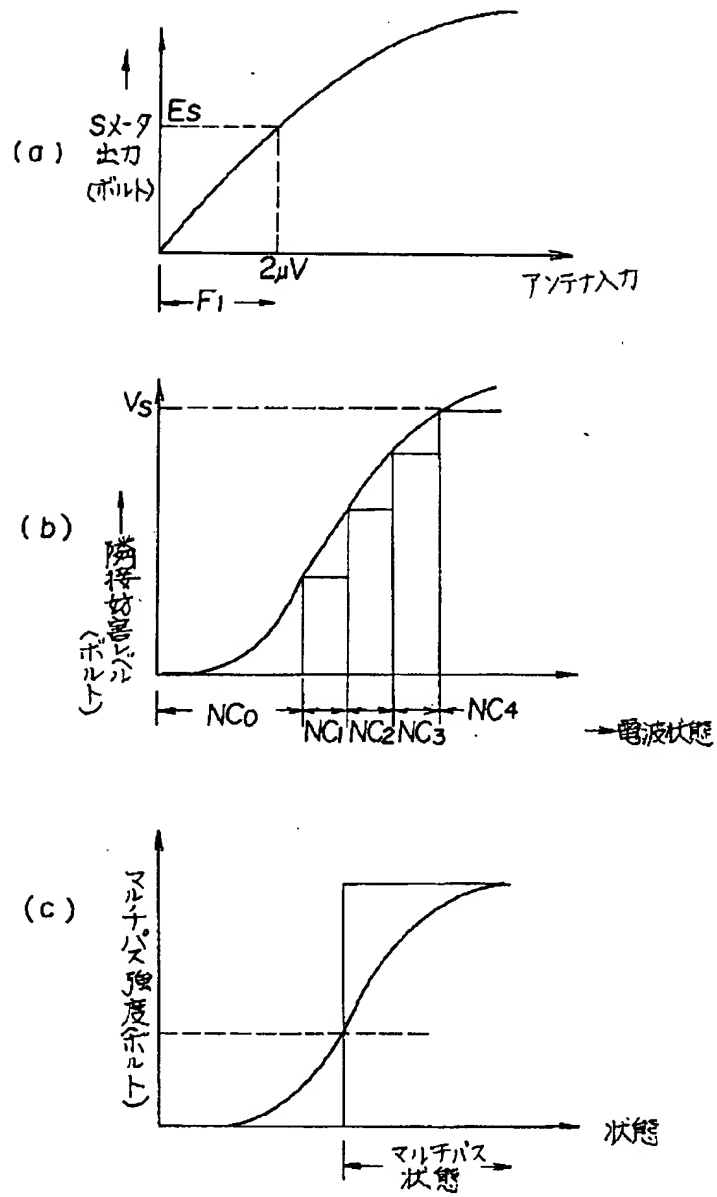 (a)
Sメータ
出力
(ボルト)
Es
2μV
F1
アンテナ入力
(b)
Vs
隣接妨害レベル
(ボルト)
NC0
NC1
NC2
NC3
NC4
→電波状態
(c)
マルチパス強度(ボルト)
状態
マルチパス
状態